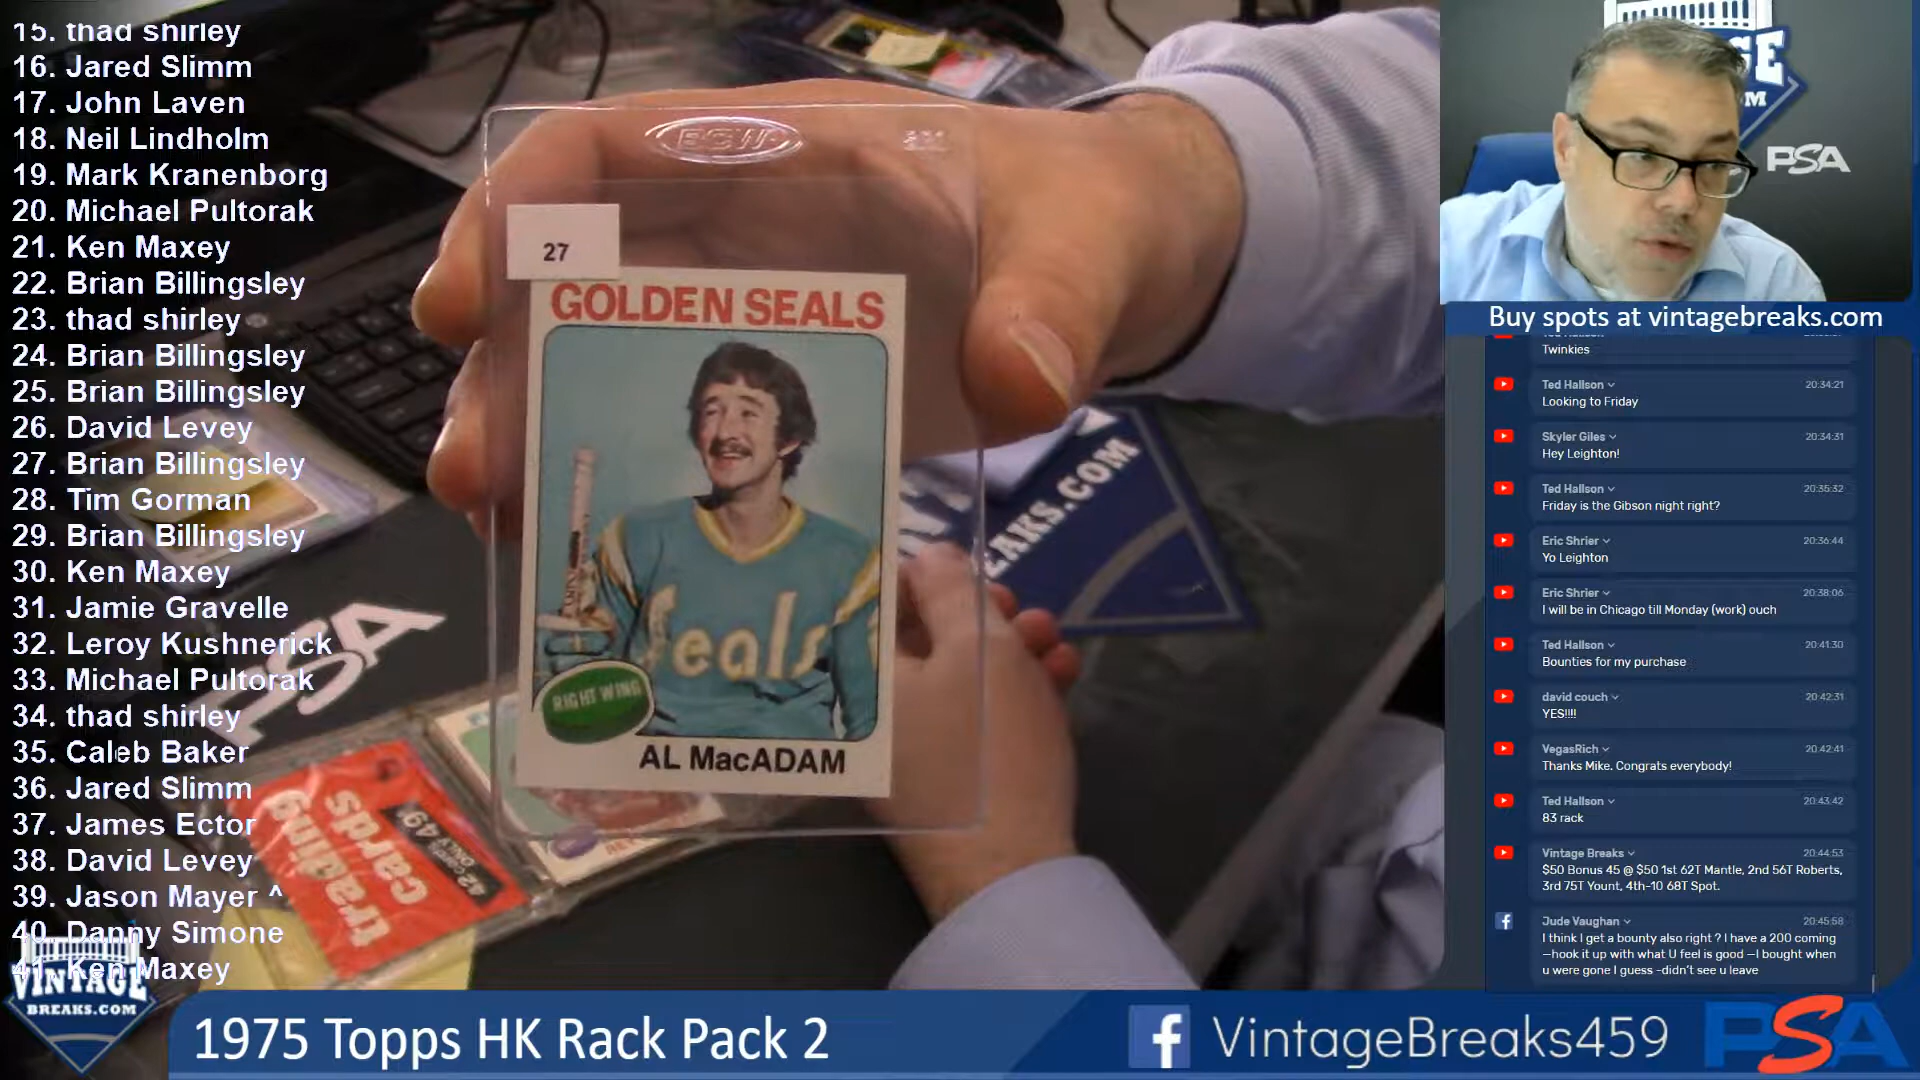 15. thad shirley
16. Jared Slimm
17. John Laven
18. Neil Lindholm
19. Mark Kranenborg
20. Michael Pultorak
21. Ken Maxey
22. Brian Billingsley
23. thad shirley
24. Brian Billingsley
25. Brian Billingsley
26. David Levey
27. Brian Billingsley
28. Tim Gorman
29. Brian Billingsley
30. Ken Maxey
31. Jamie Gravelle
32. Leroy Kushnerick
33. Michael Pultorak
34. thad shirley
35. Caleb Baker
36. Jared Slimm
37. James Ector
38. David Levey
39. Jason Mayer ^
40. Danny Simone
41. Ken Maxey
VINTAGE
BREAKS.COM
BCW
27
GOLDEN SEALS
Seals
RIGHT WING
AL MacADAM
EAKS.COM
PSA
trading
cards
42
ONLY 49¢
PSA
Buy spots at vintagebreaks.com
Twinkies
Ted Hallson 20:34:21
Looking to Friday
Skyler Giles 20:34:31
Hey Leighton!
Ted Hallson 20:35:32
Friday is the Gibson night right?
Eric Shrier 20:36:44
Yo Leighton
Eric Shrier 20:38:06
I will be in Chicago till Monday (work) ouch
Ted Hallson 20:41:30
Bounties for my purchase
david couch 20:42:31
YES!!!!
VegasRich 20:42:41
Thanks Mike. Congrats everybody!
Ted Hallson 20:43:42
83 rack
Vintage Breaks 20:44:53
$50 Bonus 45 @ $50 1st 62T Mantle, 2nd 56T Roberts,
3rd 75T Yount, 4th-10 68T Spot.
Jude Vaughan 20:45:58
I think I get a bounty also right ? I have a 200 coming
—hook it up with what U feel is good —I bought when
u were gone I guess -didn't see u leave
1975 Topps HK Rack Pack 2
f VintageBreaks459
PSA